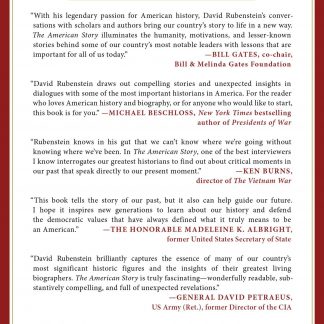 “With his legendary passion for American history, David Rubenstein’s conver-
sations with scholars and authors bring our country’s story to life in a new way.
The American Story illuminates the humanity, motivations, and lesser-known
stories behind some of our country’s most notable leaders with lessons that are
important for all of us today.” —BILL GATES, co-chair,
Bill & Melinda Gates Foundation
“David Rubenstein draws out compelling stories and unexpected insights in
dialogues with some of the most important historians in America. For the reader
who loves American history and biography, or for anyone who would like to start,
this book is for you.” —MICHAEL BESCHLOSS, New York Times bestselling
author of Presidents of War
“Rubenstein knows in his gut that we can’t know where we’re going without
knowing where we’ve been. In The American Story, one of the best interviewers
I know interrogates our greatest historians to find out about critical moments in
our past that speak directly to our present moment.” —KEN BURNS,
director of The Vietnam War
“This book tells the story of our past, but it also can help guide our future.
I hope it inspires new generations to learn about our history and defend
the democratic values that have always defined what it truly means to be
an American.” —THE HONORABLE MADELEINE K. ALBRIGHT,
former United States Secretary of State
“David Rubenstein brilliantly captures the essence of many of our country’s
most significant historic figures and the insights of their greatest living
biographers. The American Story is truly fascinating—wonderfully readable, sub-
stantively compelling, and full of unexpected revelations.”
—GENERAL DAVID PETRAEUS,
US Army (Ret.), former Director of the CIA